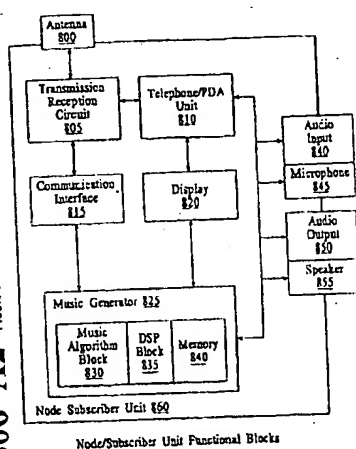 Antenna
800
Transmission
Reception
Circuit
805
Telephone/PDA
Unit
810
Audio
Input
840
Microphone
845
Communication
Interface
815
Display
820
Audio
Output
850
Speaker
855
Music Generator 825
Music
Algorithm
Block
830
DSP
Block
835
Memory
840
Node Subscriber Unit 860
Node/Subscriber Unit Functional Blocks
A2